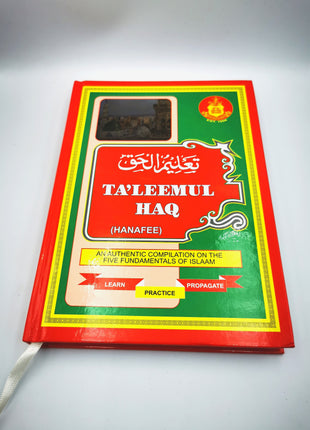 تعليم الحق
TA'LEEMUL
HAQ
(HANAFEE)
AN AUTHENTIC COMPILATION ON THE
FIVE FUNDAMENTALS OF ISLAAM
LEARN
PRACTICE
PROPAGATE